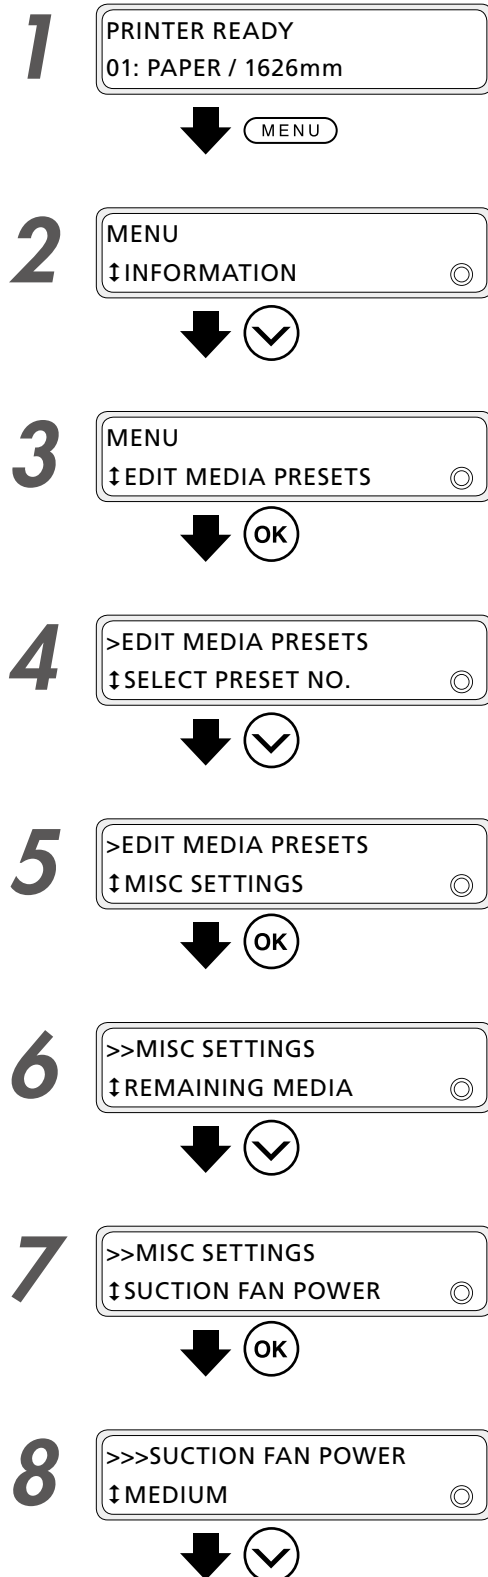 1
PRINTER READY
01: PAPER / 1626mm
MENU
2
MENU
↕INFORMATION
3
MENU
↕EDIT MEDIA PRESETS
OK
4
>EDIT MEDIA PRESETS
↕SELECT PRESET NO.
5
>EDIT MEDIA PRESETS
↕MISC SETTINGS
OK
6
>>MISC SETTINGS
↕REMAINING MEDIA
7
>>MISC SETTINGS
↕SUCTION FAN POWER
OK
8
>>>SUCTION FAN POWER
↕MEDIUM